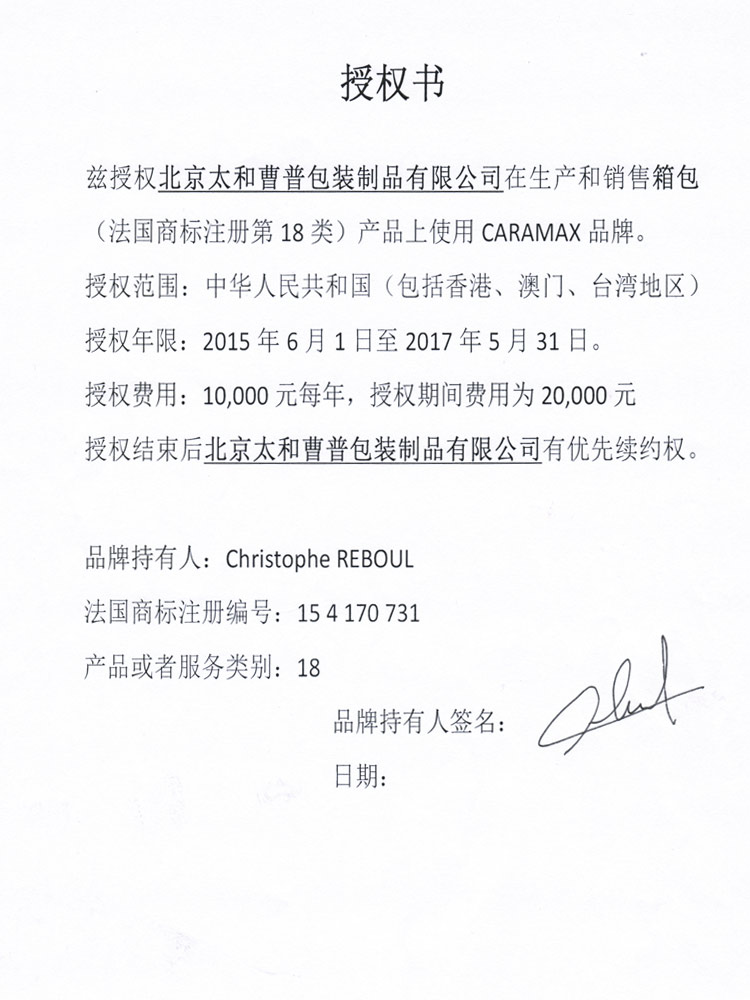 授权书
兹授权北京太和曹普包装制品有限公司在生产和销售箱包
（法国商标注册第 18 类）产品上使用 CARAMAX 品牌。
授权范围：中华人民共和国（包括香港、澳门、台湾地区）
授权年限：2015 年 6 月 1 日至 2017 年 5 月 31 日。
授权费用：10,000 元每年，授权期间费用为 20,000 元
授权结束后北京太和曹普包装制品有限公司有优先续约权。
品牌持有人：Christophe REBOUL
法国商标注册编号：15 4 170 731
产品或者服务类别：18
品牌持有人签名：
日期：